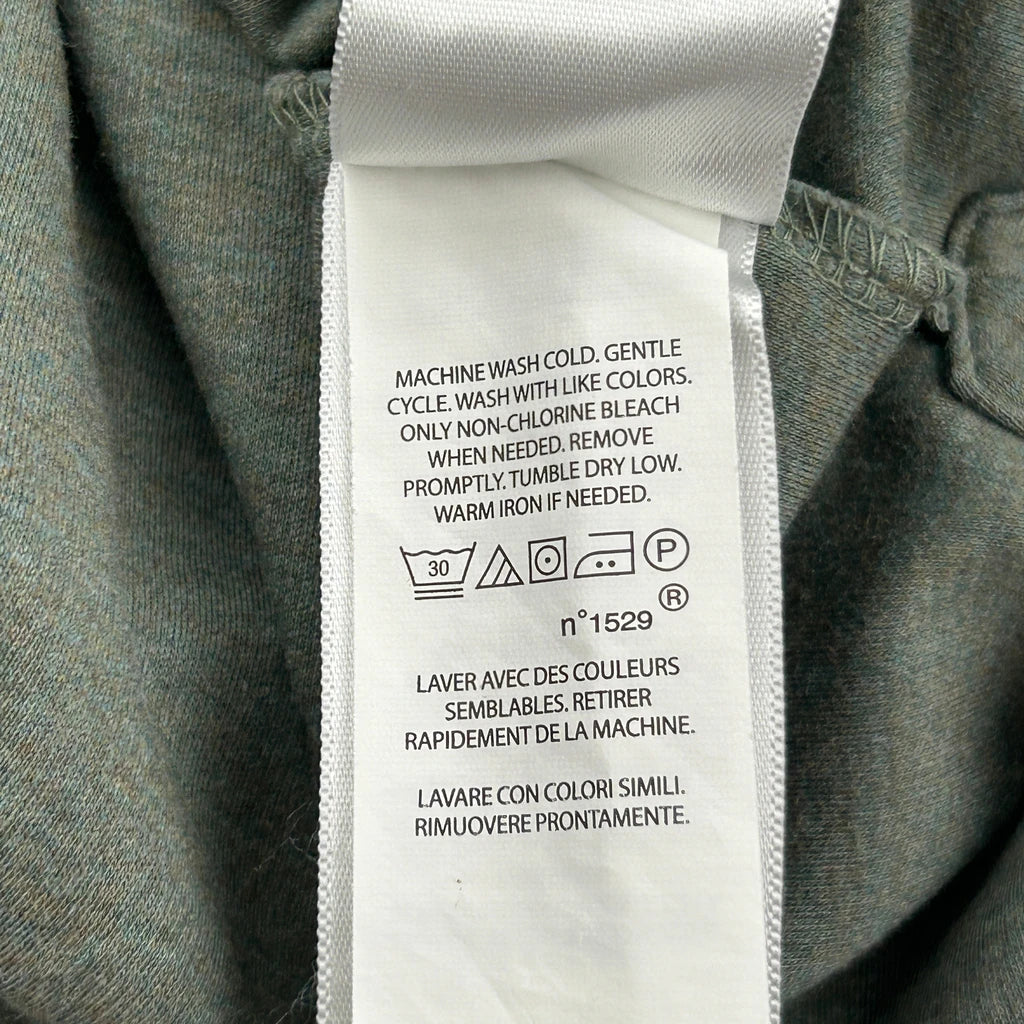 MACHINE WASH COLD. GENTLE
CYCLE. WASH WITH LIKE COLORS.
ONLY NON-CHLORINE BLEACH
WHEN NEEDED. REMOVE
PROMPTLY. TUMBLE DRY LOW.
WARM IRON IF NEEDED.
30 P
®
n°1529
LAVER AVEC DES COULEURS
SEMBLABLES. RETIRER
RAPIDEMENT DE LA MACHINE.
LAVARE CON COLORI SIMILI.
RIMUOVERE PRONTAMENTE.